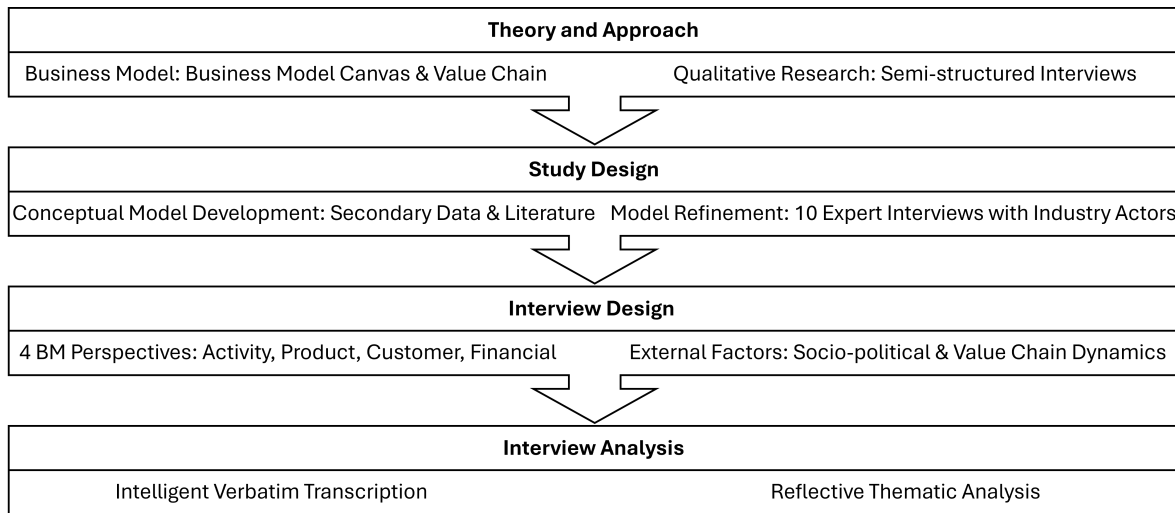 Theory and Approach
Business Model: Business Model Canvas & Value Chain
Qualitative Research: Semi-structured Interviews
Study Design
Conceptual Model Development: Secondary Data & Literature
Model Refinement: 10 Expert Interviews with Industry Actors
Interview Design
4 BM Perspectives: Activity, Product, Customer, Financial
External Factors: Socio-political & Value Chain Dynamics
Interview Analysis
Intelligent Verbatim Transcription
Reflective Thematic Analysis